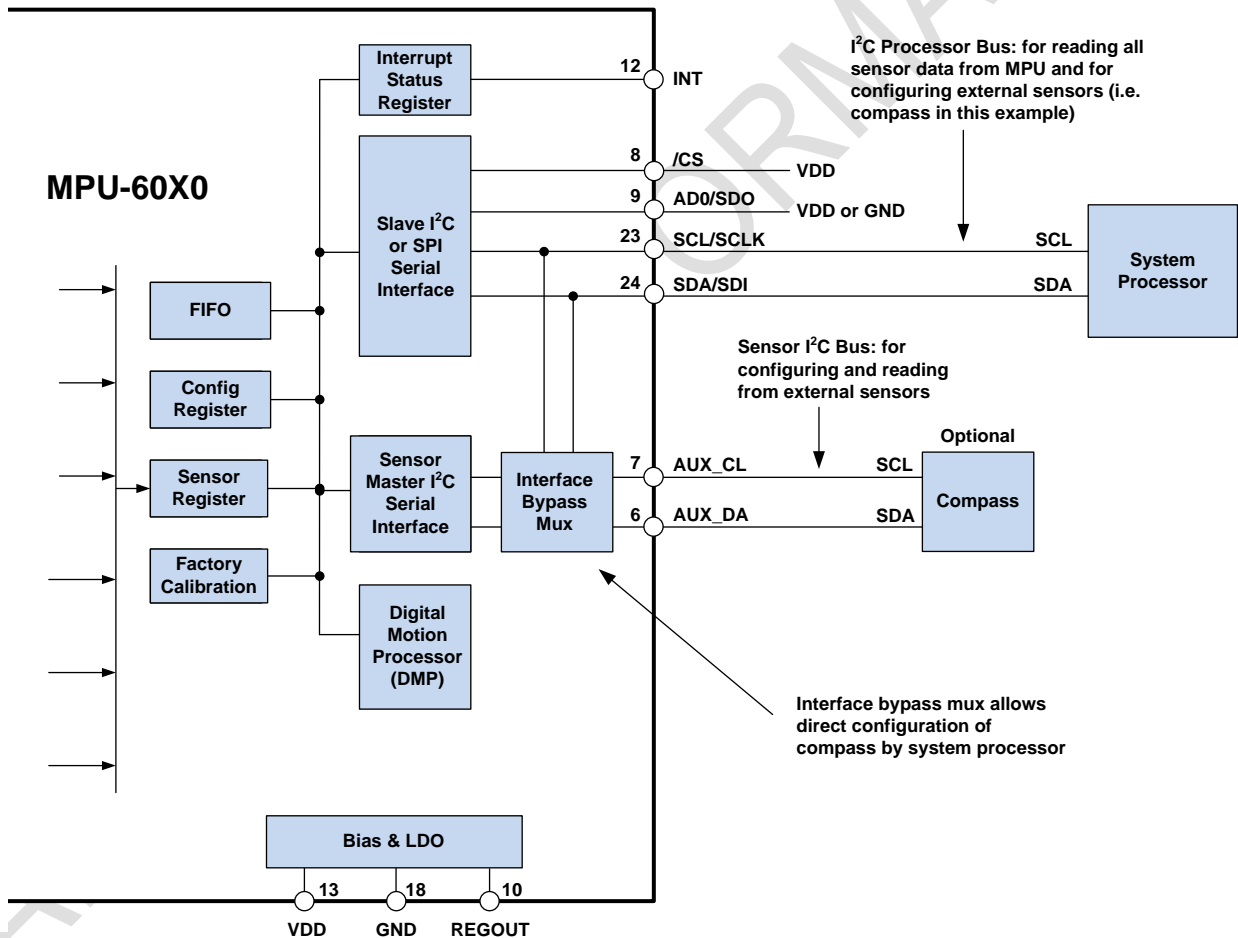 Interrupt
Status
Register
12
INT
I²C Processor Bus: for reading all
sensor data from MPU and for
configuring external sensors (i.e.
compass in this example)
MPU-60X0
Slave I²C
or SPI
Serial
Interface
8
/CS
VDD
9
AD0/SDO
VDD or GND
23
SCL/SCLK
SCL
24
SDA/SDI
SDA
System
Processor
FIFO
Config
Register
Sensor
Register
Factory
Calibration
Sensor I²C Bus: for
configuring and reading
from external sensors
Sensor
Master I²C
Serial
Interface
Interface
Bypass
Mux
7
AUX_CL
SCL
6
AUX_DA
SDA
Optional
Compass
Digital
Motion
Processor
(DMP)
Interface bypass mux allows
direct configuration of
compass by system processor
Bias & LDO
13
18
10
VDD
GND
REGOUT
ORMA